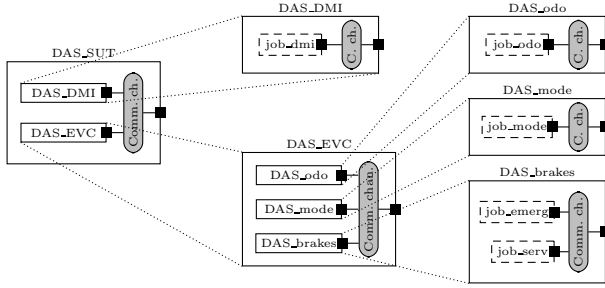 DAS_SUT
DAS_DMI
DAS_EVC
Comm. ch.
DAS_DMI
job_dmi
C. ch.
DAS_EVC
DAS_odo
DAS_mode
DAS_brakes
Comm. chan.
DAS_odo
job_odo
C. ch.
DAS_mode
job_mode
C. ch.
DAS_brakes
job_emerg
job_serv
Comm. ch.